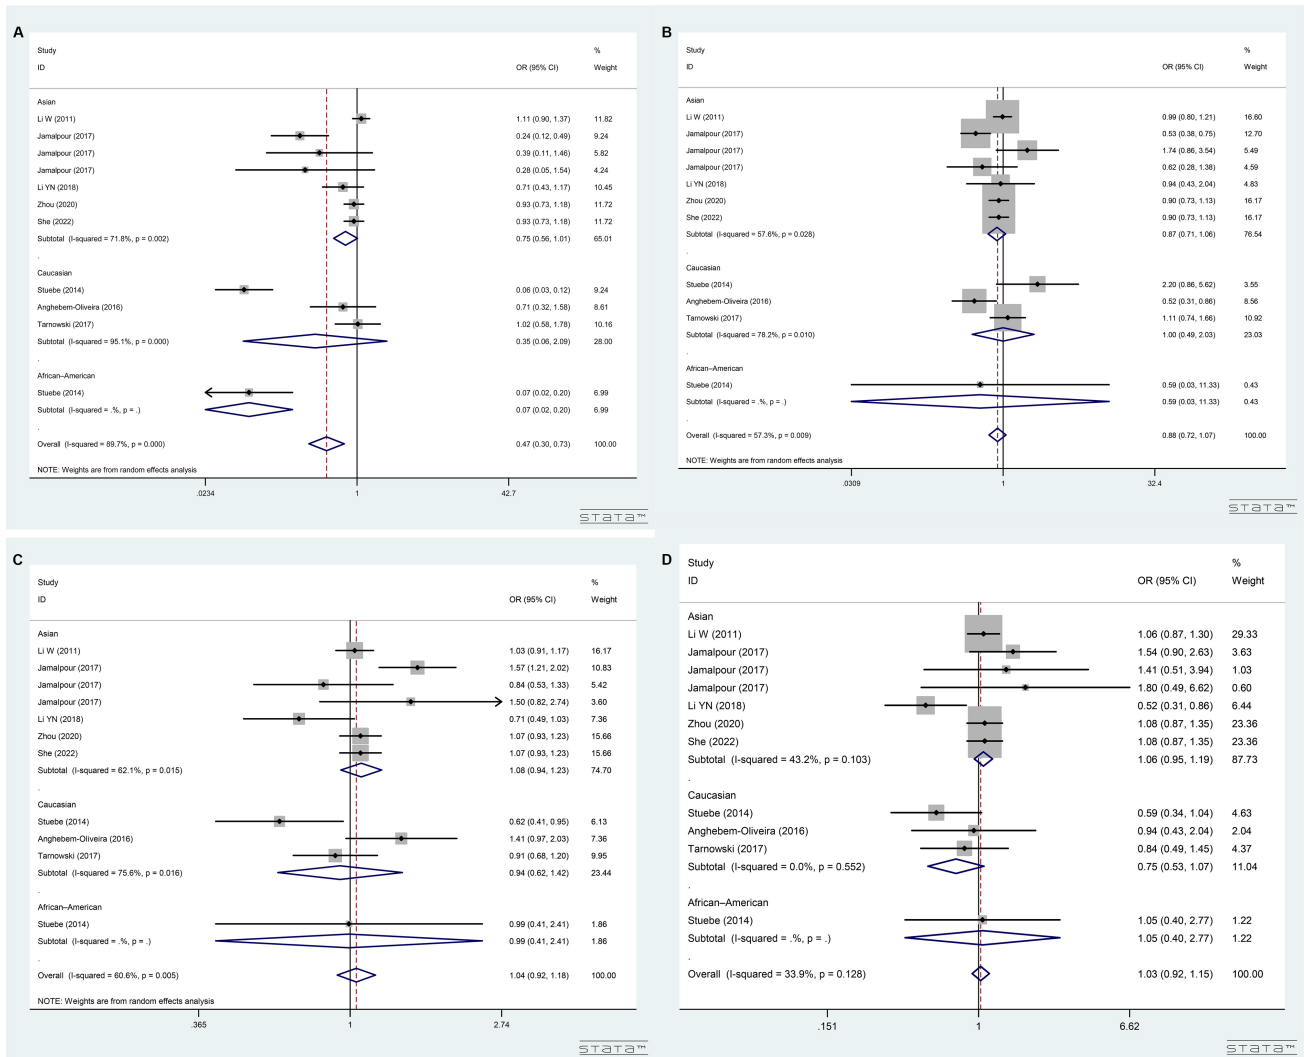 A
Study %
ID OR (95% CI) Weight
Asian
Li W (2011) 1.11 (0.90, 1.37) 11.82
Jamalpour (2017) 0.24 (0.12, 0.49) 9.24
Jamalpour (2017) 0.39 (0.11, 1.46) 5.82
Jamalpour (2017) 0.28 (0.05, 1.54) 4.24
Li YN (2018) 0.71 (0.43, 1.17) 10.45
Zhou (2020) 0.93 (0.73, 1.18) 11.72
She (2022) 0.93 (0.73, 1.18) 11.72
Subtotal (I-squared = 71.8%, p = 0.002) 0.75 (0.56, 1.01) 65.01
.
Caucasian
Stuebe (2014) 0.06 (0.03, 0.12) 9.24
Anghebem-Oliveira (2016) 0.71 (0.32, 1.58) 8.61
Tarnowski (2017) 1.02 (0.58, 1.78) 10.16
Subtotal (I-squared = 95.1%, p = 0.000) 0.35 (0.06, 2.09) 28.00
.
African–American
Stuebe (2014) 0.07 (0.02, 0.20) 6.99
Subtotal (I-squared = .%, p = .) 0.07 (0.02, 0.20) 6.99
.
Overall (I-squared = 89.7%, p = 0.000) 0.47 (0.30, 0.73) 100.00
NOTE: Weights are from random effects analysis
.0234 1 42.7
STATA™
B
Study %
ID OR (95% CI) Weight
Asian
Li W (2011) 0.99 (0.80, 1.21) 16.60
Jamalpour (2017) 0.53 (0.38, 0.75) 12.70
Jamalpour (2017) 1.74 (0.86, 3.54) 5.49
Jamalpour (2017) 0.62 (0.28, 1.38) 4.59
Li YN (2018) 0.94 (0.43, 2.04) 4.83
Zhou (2020) 0.90 (0.73, 1.13) 16.17
She (2022) 0.90 (0.73, 1.13) 16.17
Subtotal (I-squared = 57.6%, p = 0.028) 0.87 (0.71, 1.06) 76.54
.
Caucasian
Stuebe (2014) 2.20 (0.86, 5.62) 3.55
Anghebem-Oliveira (2016) 0.52 (0.31, 0.86) 8.56
Tarnowski (2017) 1.11 (0.74, 1.66) 10.92
Subtotal (I-squared = 78.2%, p = 0.010) 1.00 (0.49, 2.03) 23.03
.
African–American
Stuebe (2014) 0.59 (0.03, 11.33) 0.43
Subtotal (I-squared = .%, p = .) 0.59 (0.03, 11.33) 0.43
.
Overall (I-squared = 57.3%, p = 0.009) 0.88 (0.72, 1.07) 100.00
NOTE: Weights are from random effects analysis
.0309 1 32.4
STATA™
C
Study %
ID OR (95% CI) Weight
Asian
Li W (2011) 1.03 (0.91, 1.17) 16.17
Jamalpour (2017) 1.57 (1.21, 2.02) 10.83
Jamalpour (2017) 0.84 (0.53, 1.33) 5.42
Jamalpour (2017) 1.50 (0.82, 2.74) 3.60
Li YN (2018) 0.71 (0.49, 1.03) 7.36
Zhou (2020) 1.07 (0.93, 1.23) 15.66
She (2022) 1.07 (0.93, 1.23) 15.66
Subtotal (I-squared = 62.1%, p = 0.015) 1.08 (0.94, 1.23) 74.70
.
Caucasian
Stuebe (2014) 0.62 (0.41, 0.95) 6.13
Anghebem-Oliveira (2016) 1.41 (0.97, 2.03) 7.36
Tarnowski (2017) 0.91 (0.68, 1.20) 9.95
Subtotal (I-squared = 75.6%, p = 0.016) 0.94 (0.62, 1.42) 23.44
.
African–American
Stuebe (2014) 0.99 (0.41, 2.41) 1.86
Subtotal (I-squared = .%, p = .) 0.99 (0.41, 2.41) 1.86
.
Overall (I-squared = 60.6%, p = 0.005) 1.04 (0.92, 1.18) 100.00
NOTE: Weights are from random effects analysis
.365 1 2.74
STATA™
D
Study %
ID OR (95% CI) Weight
Asian
Li W (2011) 1.06 (0.87, 1.30) 29.33
Jamalpour (2017) 1.54 (0.90, 2.63) 3.63
Jamalpour (2017) 1.41 (0.51, 3.94) 1.03
Jamalpour (2017) 1.80 (0.49, 6.62) 0.60
Li YN (2018) 0.52 (0.31, 0.86) 6.44
Zhou (2020) 1.08 (0.87, 1.35) 23.36
She (2022) 1.08 (0.87, 1.35) 23.36
Subtotal (I-squared = 43.2%, p = 0.103) 1.06 (0.95, 1.19) 87.73
.
Caucasian
Stuebe (2014) 0.59 (0.34, 1.04) 4.63
Anghebem-Oliveira (2016) 0.94 (0.43, 2.04) 2.04
Tarnowski (2017) 0.84 (0.49, 1.45) 4.37
Subtotal (I-squared = 0.0%, p = 0.552) 0.75 (0.53, 1.07) 11.04
.
African–American
Stuebe (2014) 1.05 (0.40, 2.77) 1.22
Subtotal (I-squared = .%, p = .) 1.05 (0.40, 2.77) 1.22
.
Overall (I-squared = 33.9%, p = 0.128) 1.03 (0.92, 1.15) 100.00
.151 1 6.62
STATA™